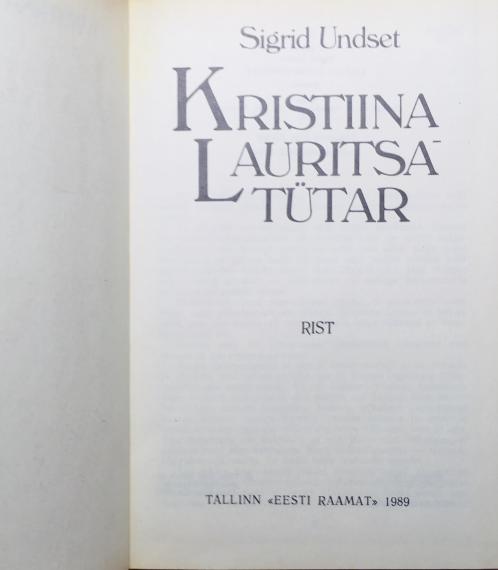 Sigrid Undset
KRISTIINA
LAURITSA-
TÜTAR
RIST
TALLINN «EESTI RAAMAT» 1989